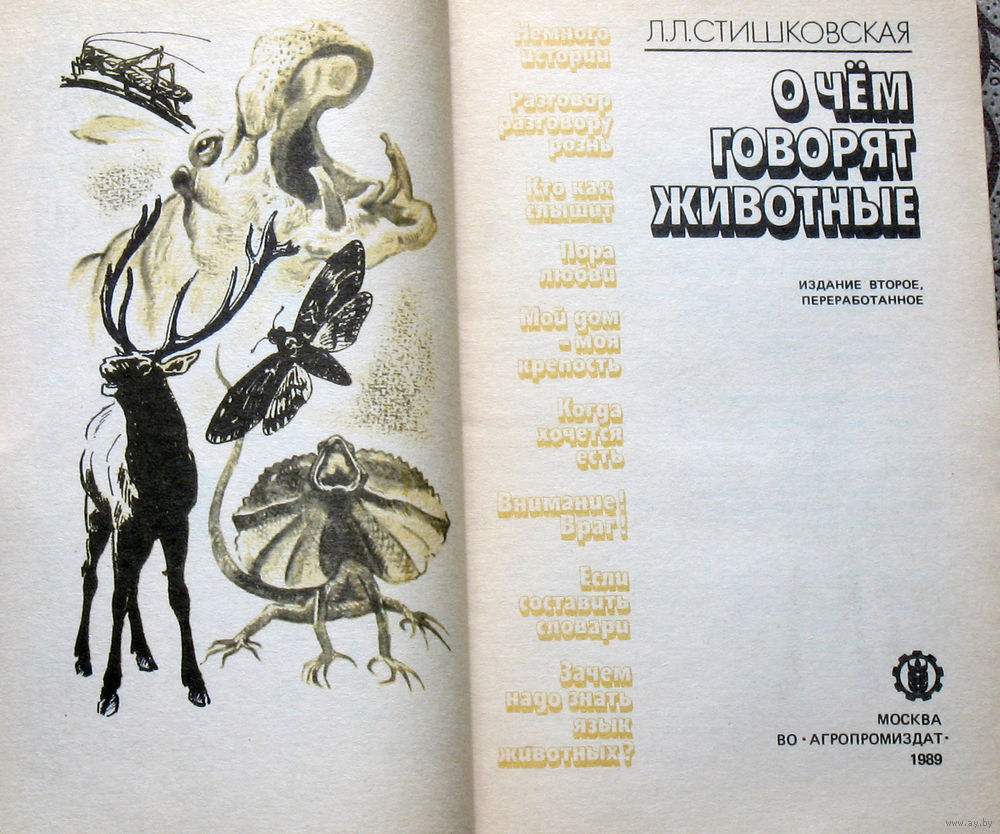 Немного
истории
Разговор
разговору
рознь
Кто как
слышит
Пора
любви
Мой дом
- моя
крепость
Когда
хочется
есть
Внимание!
Враг!
Если
составить
словари
Зачем
надо знать
язык
животных?
Л.Л.СТИШКОВСКАЯ
О ЧЁМ
ГОВОРЯТ
ЖИВОТНЫЕ
ИЗДАНИЕ ВТОРОЕ,
ПЕРЕРАБОТАННОЕ
МОСКВА
ВО •АГРОПРОМИЗДАТ•
1989
www.ay.by